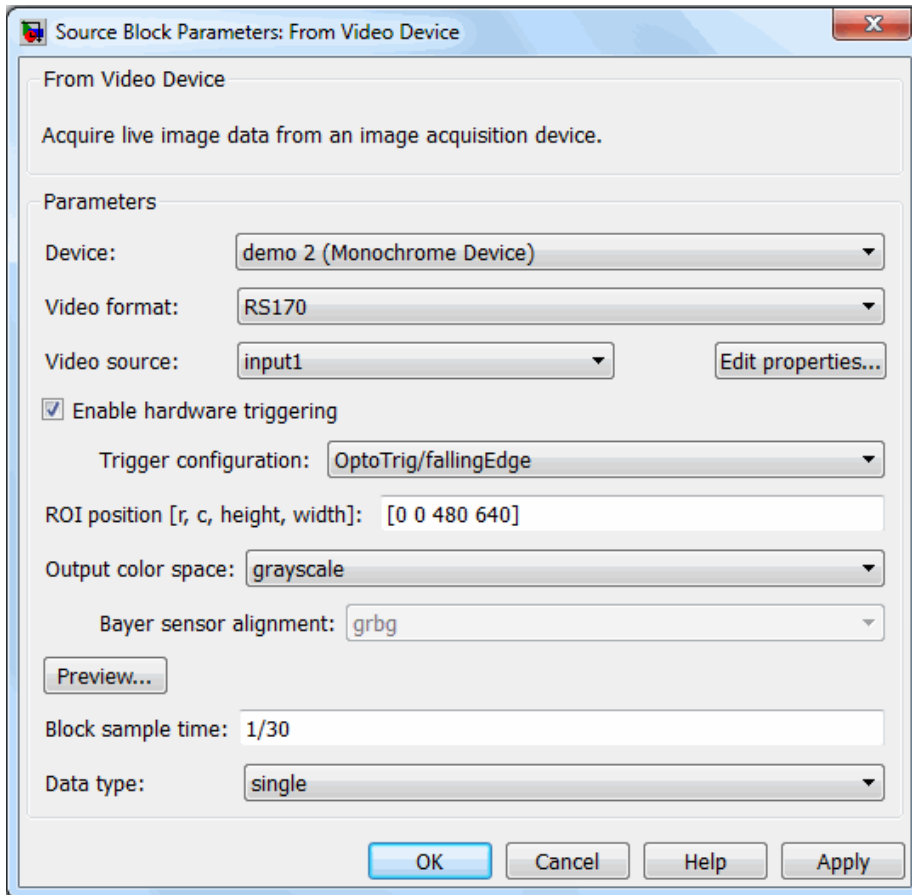 Source Block Parameters: From Video Device
From Video Device
Acquire live image data from an image acquisition device.
Parameters
Device: demo 2 (Monochrome Device)
Video format: RS170
Video source: input1 Edit properties...
Enable hardware triggering
Trigger configuration: OptoTrig/fallingEdge
ROI position [r, c, height, width]: [0 0 480 640]
Output color space: grayscale
Bayer sensor alignment: grbg
Preview...
Block sample time: 1/30
Data type: single
OK Cancel Help Apply